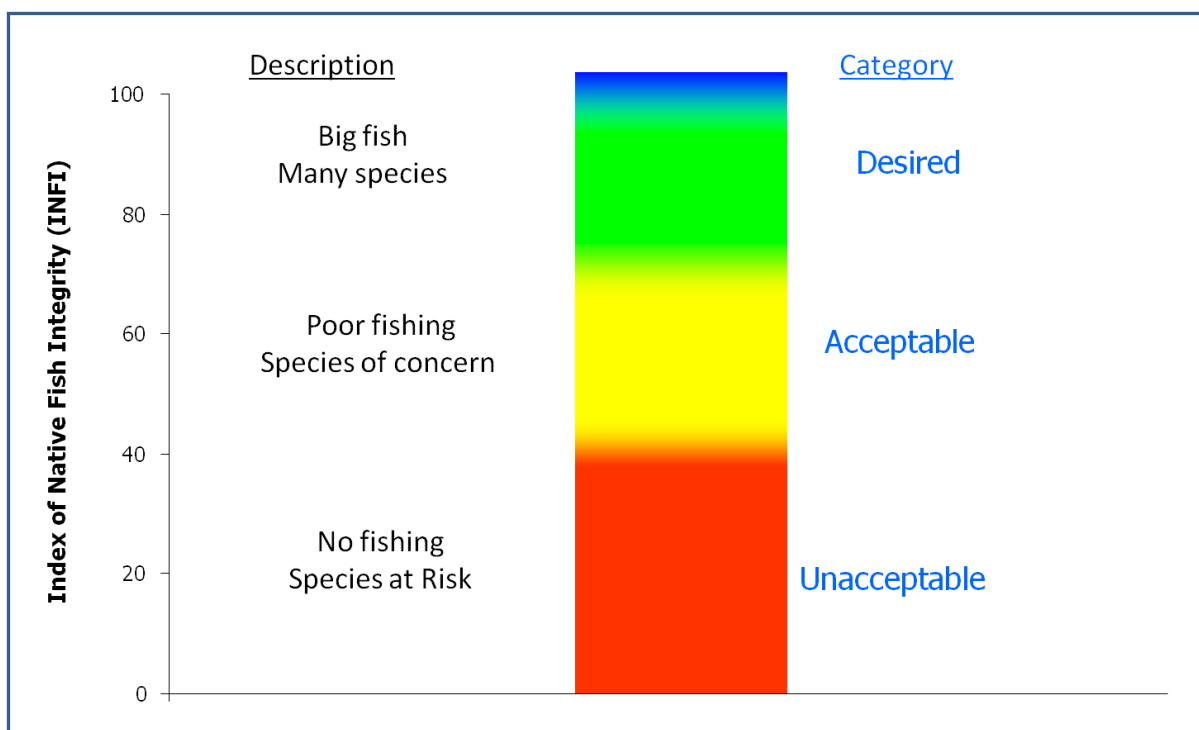 Description
Category
100
Big fish
Many species
Desired
80
Index of Native Fish Integrity (INFI)
60
Poor fishing
Species of concern
Acceptable
40
No fishing
Species at Risk
Unacceptable
20
0